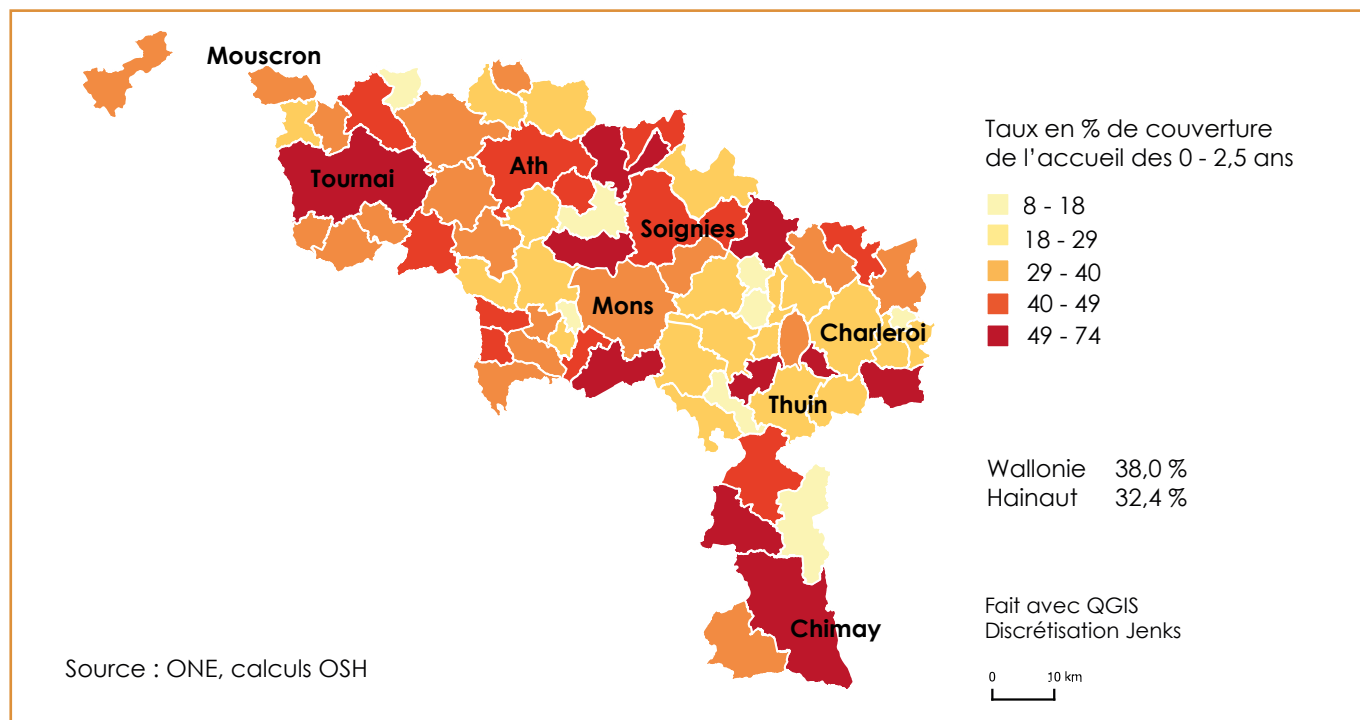 Mouscron
Ath
Tournai
Soignies
Mons
Charleroi
Thuin
Chimay
Taux en % de couverture
de l’accueil des 0 - 2,5 ans
8 - 18
18 - 29
29 - 40
40 - 49
49 - 74
Wallonie 38,0 %
Hainaut 32,4 %
Fait avec QGIS
Discrétisation Jenks
0 10 km
Source : ONE, calculs OSH